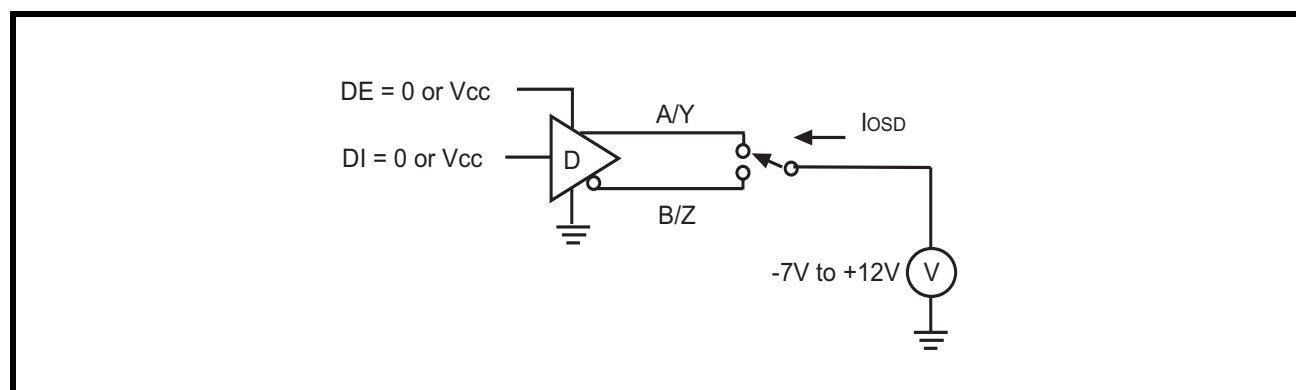 DE = 0 or Vcc
A/Y
IOSD
DI = 0 or Vcc
D
B/Z
-7V to +12V
V